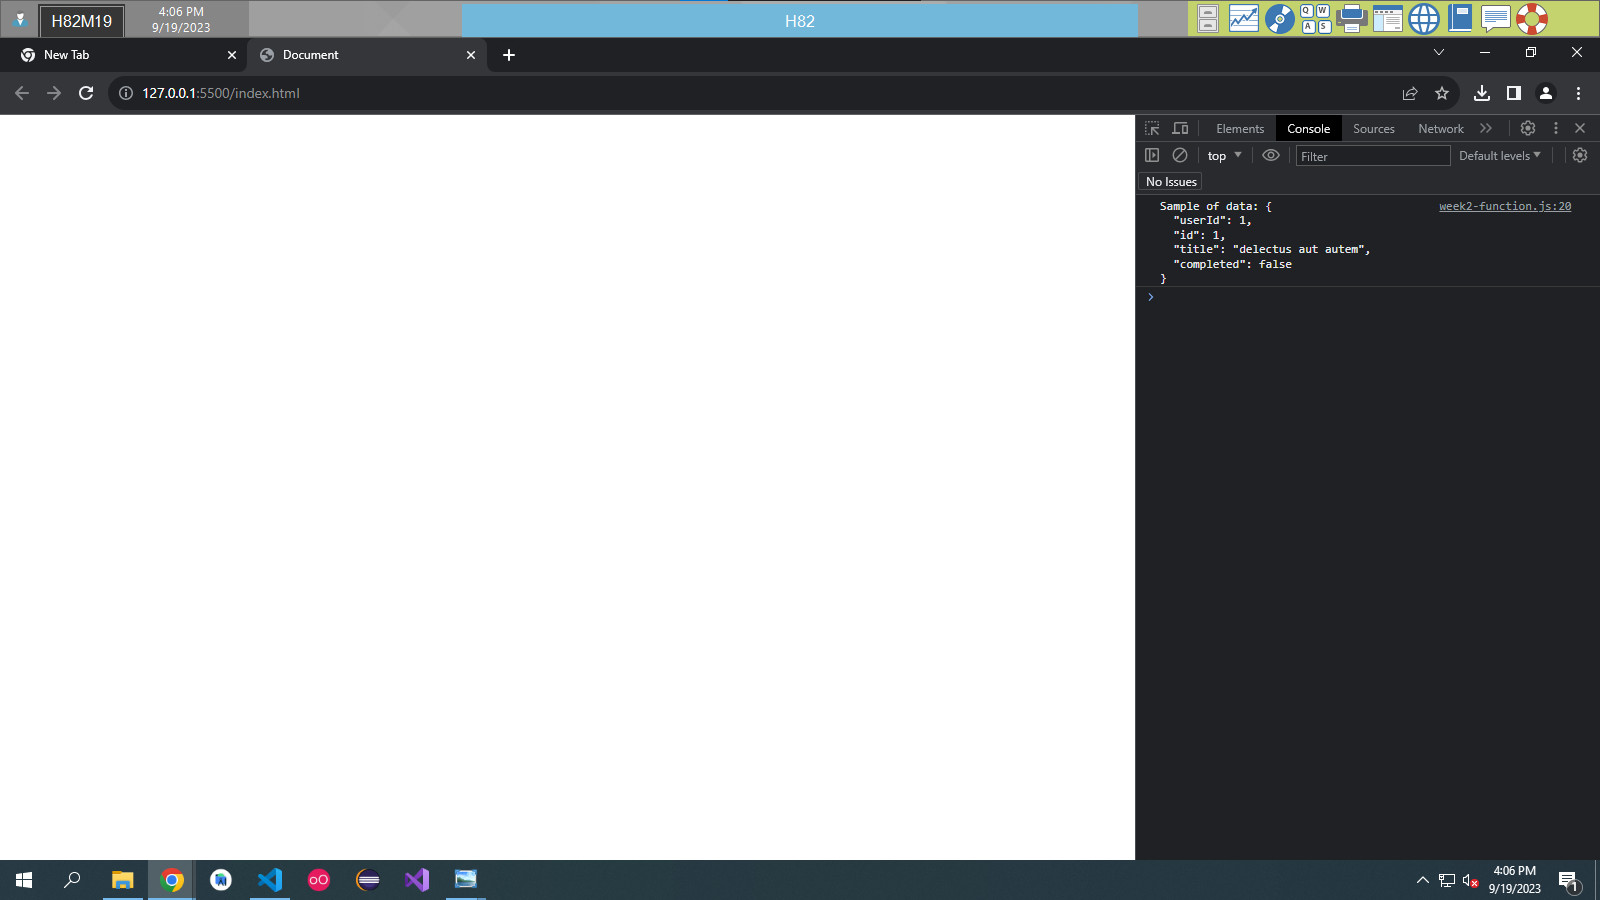 H82M19
4:06 PM
9/19/2023
H82
Q W
A S
New Tab
Document
127.0.0.1:5500/index.html
Elements
Console
Sources
Network
top
Filter
Default levels
No Issues
Sample of data: {
week2-function.js:20
"userId": 1,
"id": 1,
"title": "delectus aut autem",
"completed": false
}
4:06 PM
9/19/2023
1